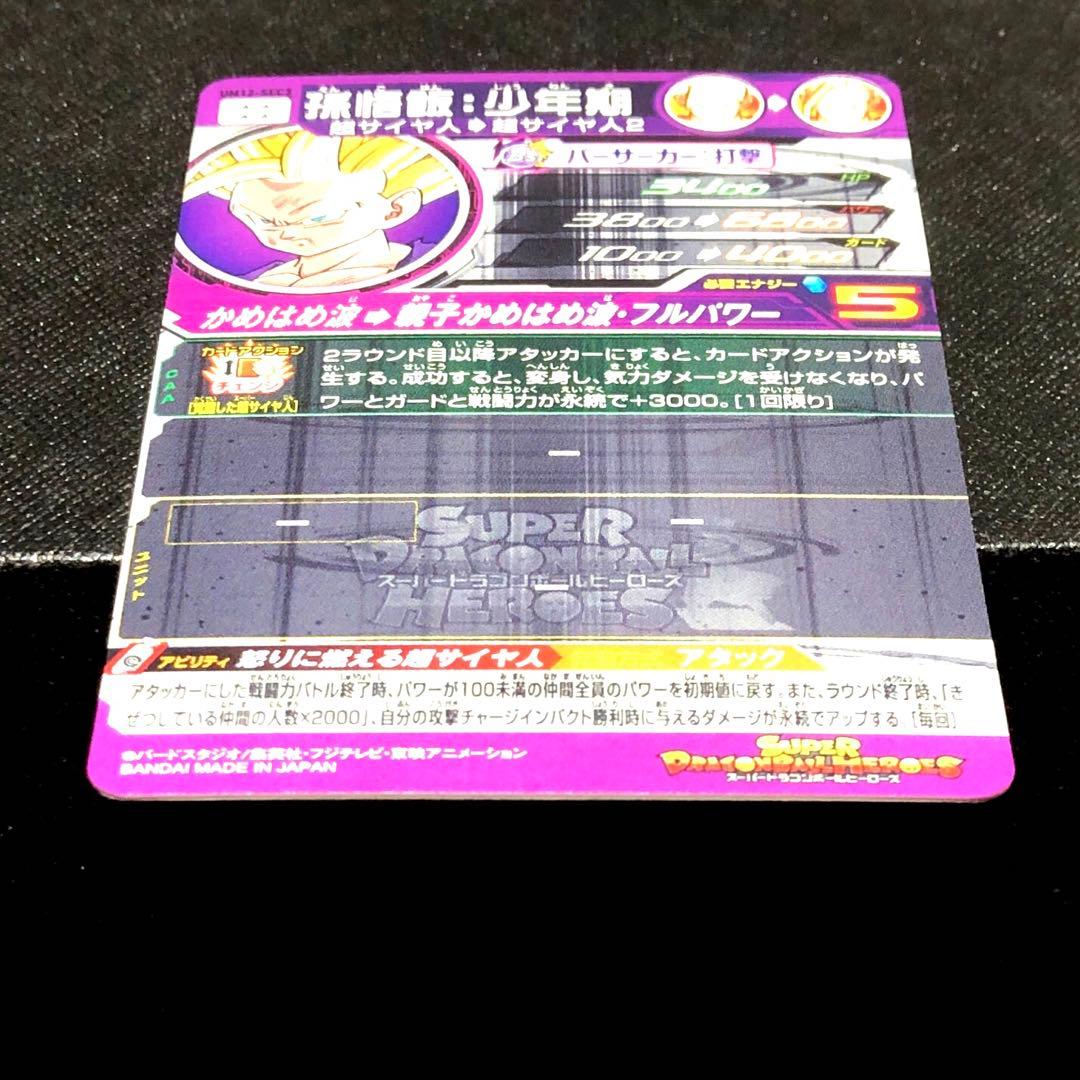 UM12-SEC3
孫悟飯:少年期
超サイヤ人➡超サイヤ人2
バーサーカー:打撃
HP
3400
パワー
3800➡6800
ガード
1000➡4000
必要エナジー 5
かめはめ波➡親子かめはめ波・フルパワー
CAA
カードアクション
チェンジ
[覚醒した超サイヤ人]
2ラウンド目以降アタッカーにすると、カードアクションが発
生する。成功すると、変身し、気力ダメージを受けなくなり、パ
ワーとガードと戦闘力が永続で+3000。[1回限り]
ー
ー ー
ユニット
SUPER
DRAGONBALL
スーパードラゴンボールヒーローズ
HEROES
アビリティ 怒りに燃える超サイヤ人 アタック
アタッカーにした戦闘力バトル終了時、パワーが100未満の仲間全員のパワーを初期値に戻す。また、ラウンド終了時、「き
ぜつしている仲間の人数×2000」、自分の攻撃チャージインパクト勝利時に与えるダメージが永続でアップする。[毎回]
©バードスタジオ/集英社・フジテレビ・東映アニメーション
BANDAI MADE IN JAPAN
SUPER
DRAGONBALL HEROES
スーパードラゴンボールヒーローズ